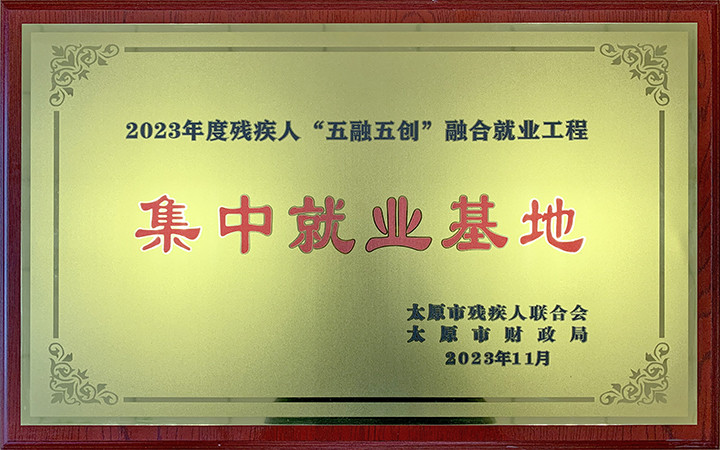 2023年度残疾人“五融五创”融合就业工程
集中就业基地
太原市残疾人联合会
太原市财政局
2023年11月